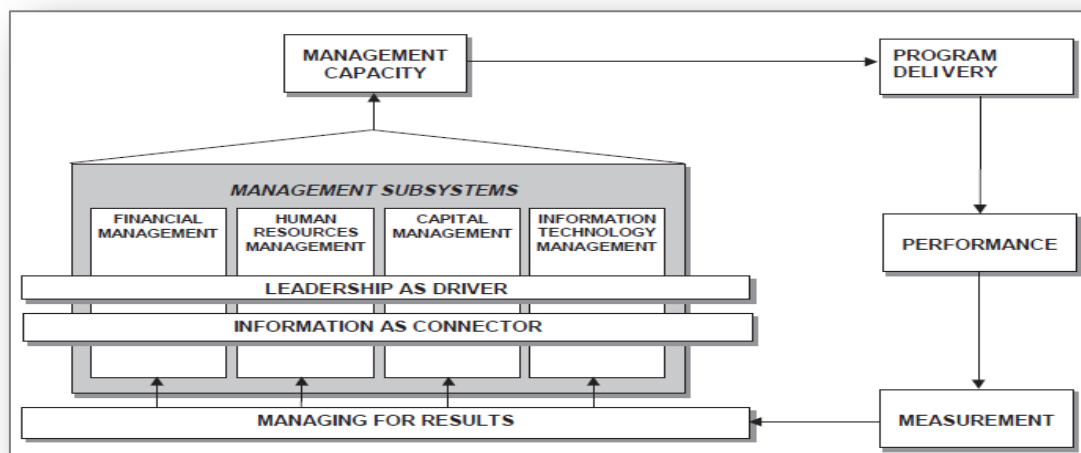 MANAGEMENT
CAPACITY
PROGRAM
DELIVERY
MANAGEMENT SUBSYSTEMS
FINANCIAL
MANAGEMENT
HUMAN
RESOURCES
MANAGEMENT
CAPITAL
MANAGEMENT
INFORMATION
TECHNOLOGY
MANAGEMENT
PERFORMANCE
LEADERSHIP AS DRIVER
INFORMATION AS CONNECTOR
MANAGING FOR RESULTS
MEASUREMENT